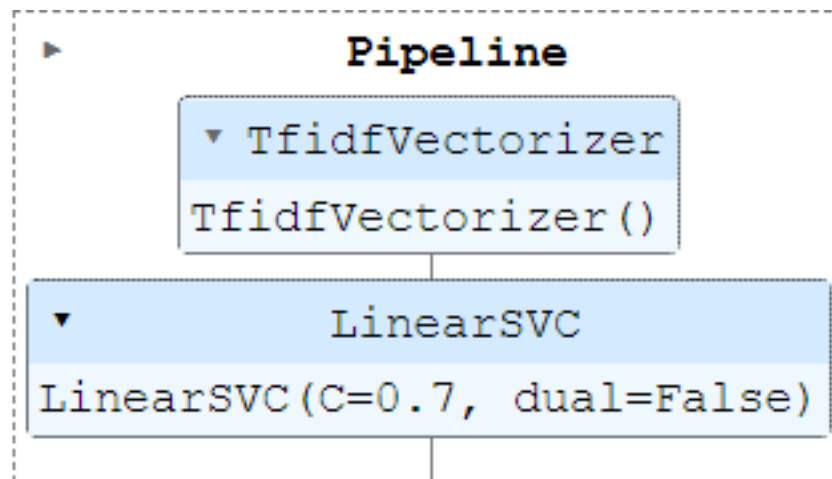 Pipeline
TfidfVectorizer
TfidfVectorizer()
LinearSVC
LinearSVC(C=0.7, dual=False)